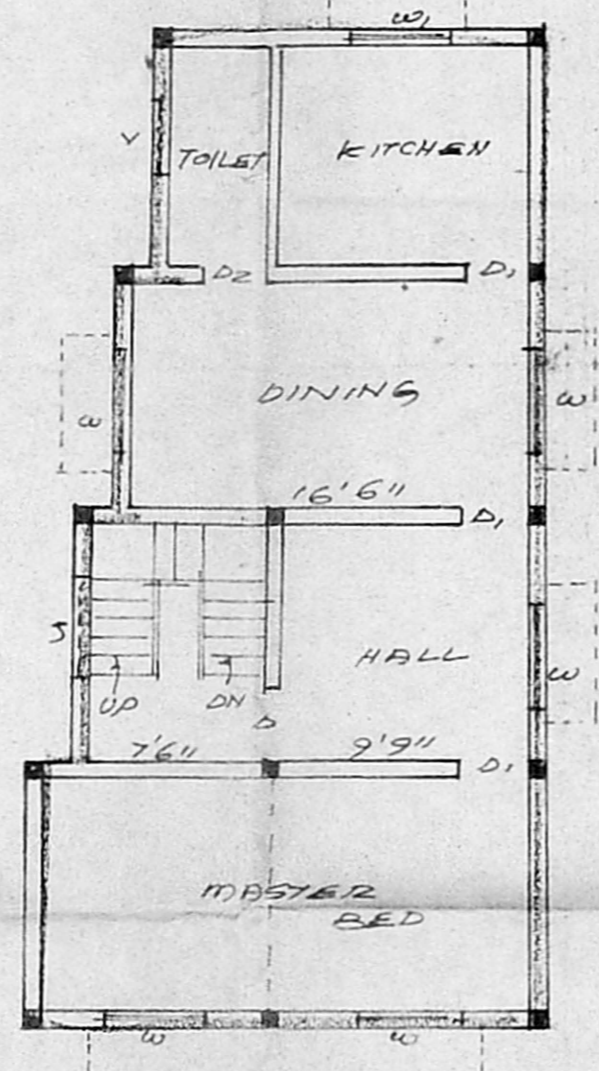 W1
V
TOILET
KITCHEN
D2
D1
DINING
W
W
16'6"
D1
HALL
W
UP
DN
D
7'6"
9'9"
D1
MASTER
BED
W
W